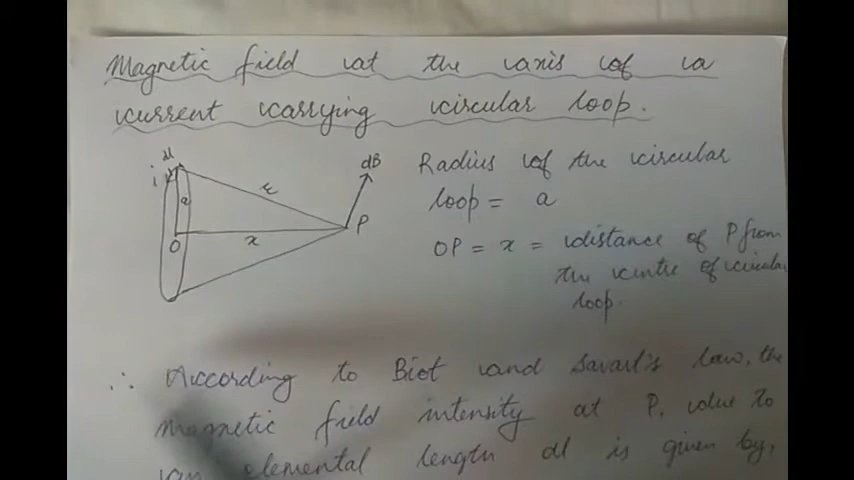 Magnetic field at the axis of a
current carrying circular loop.
dl
i
a
r
x
O
P
dB
Radius of the circular
loop = a
OP = x = distance of P from
the centre of circular
loop.
∴ According to Biot and Savart's law, the
magnetic field intensity at P, due to
an elemental length dl is given by,